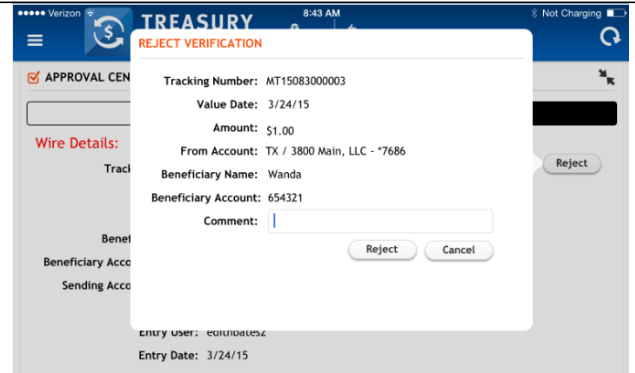 Verizon 8:43 AM Not Charging
TREASURY
REJECT VERIFICATION
APPROVAL CEN
Tracking Number: MT15083000003
Value Date: 3/24/15
Amount: $1.00
Wire Details:
From Account: TX / 3800 Main, LLC - *7686
Track
Reject
Beneficiary Name: Wanda
Beneficiary Account: 654321
Comment:
Benef
Reject Cancel
Beneficiary Acco
Sending Acco
Entry User: edithbates2
Entry Date: 3/24/15